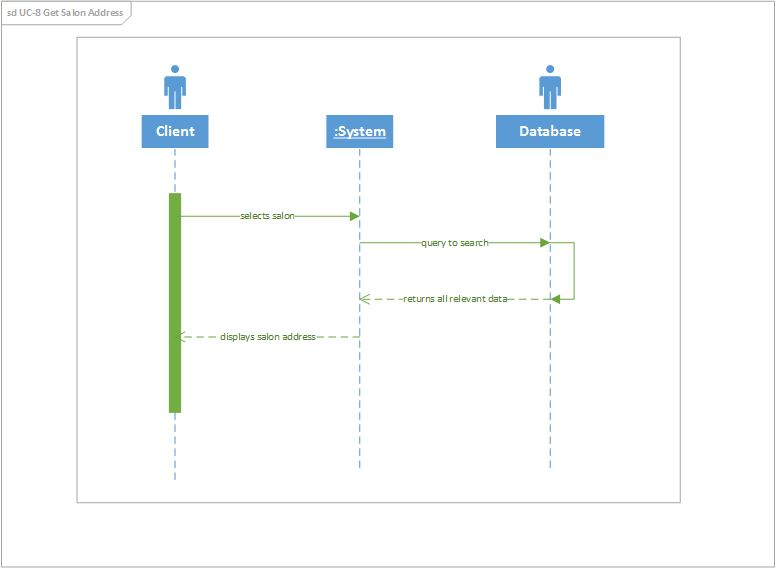 sd UC-8 Get Salon Address
Client
:System
Database
selects salon
query to search
returns all relevant data
displays salon address